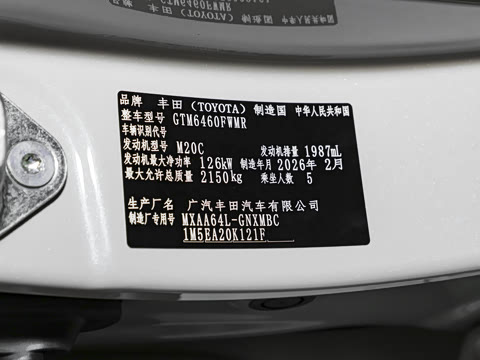 品牌 丰田(TOYOTA) 制造国 中华人民共和国
整车型号 GTM6460FWMR
车辆识别代号
发动机型号 M20C 发动机排量 1987mL
发动机最大净功率 126kW 制造年月 2026年 2月
最大允许总质量 2150kg 乘坐人数 5
生产厂名 广汽丰田汽车有限公司
制造厂专用号 MXAA64L-GNXMBC
1M5EA20K121F